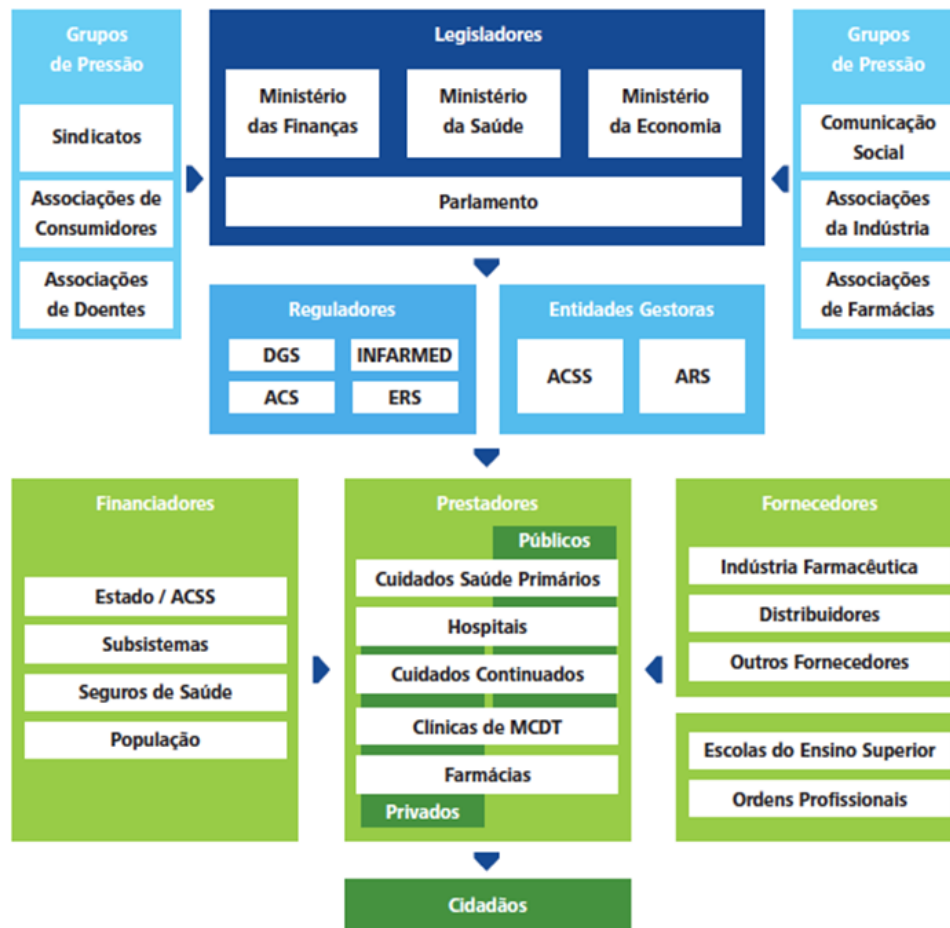 Grupos
de Pressão
Sindicatos
Associações de
Consumidores
Associações
de Doentes
Legisladores
Ministério
das Finanças
Ministério
da Saúde
Ministério
da Economia
Parlamento
Grupos
de Pressão
Comunicação
Social
Associações
da Indústria
Associações
de Farmácias
Reguladores
DGS
INFARMED
ACS
ERS
Entidades Gestoras
ACSS
ARS
Financiadores
Estado / ACSS
Subsistemas
Seguros de Saúde
População
Prestadores
Públicos
Cuidados Saúde Primários
Hospitais
Cuidados Continuados
Clínicas de MCDT
Farmácias
Privados
Fornecedores
Indústria Farmacêutica
Distribuidores
Outros Fornecedores
Escolas do Ensino Superior
Ordens Profissionais
Cidadãos